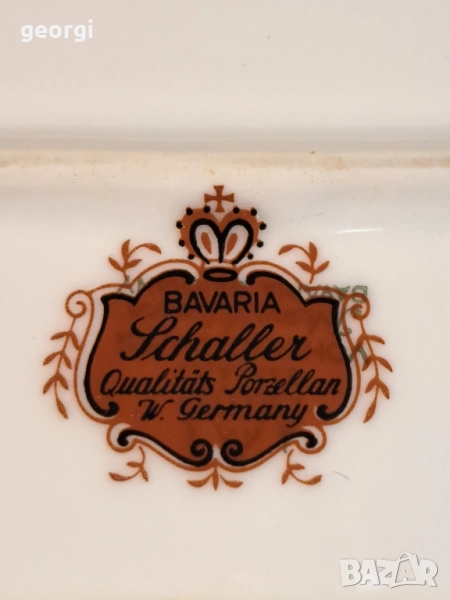 georgi
BAVARIA
Schaller
Qualitäts Porzellan
W. Germany
BAZAR